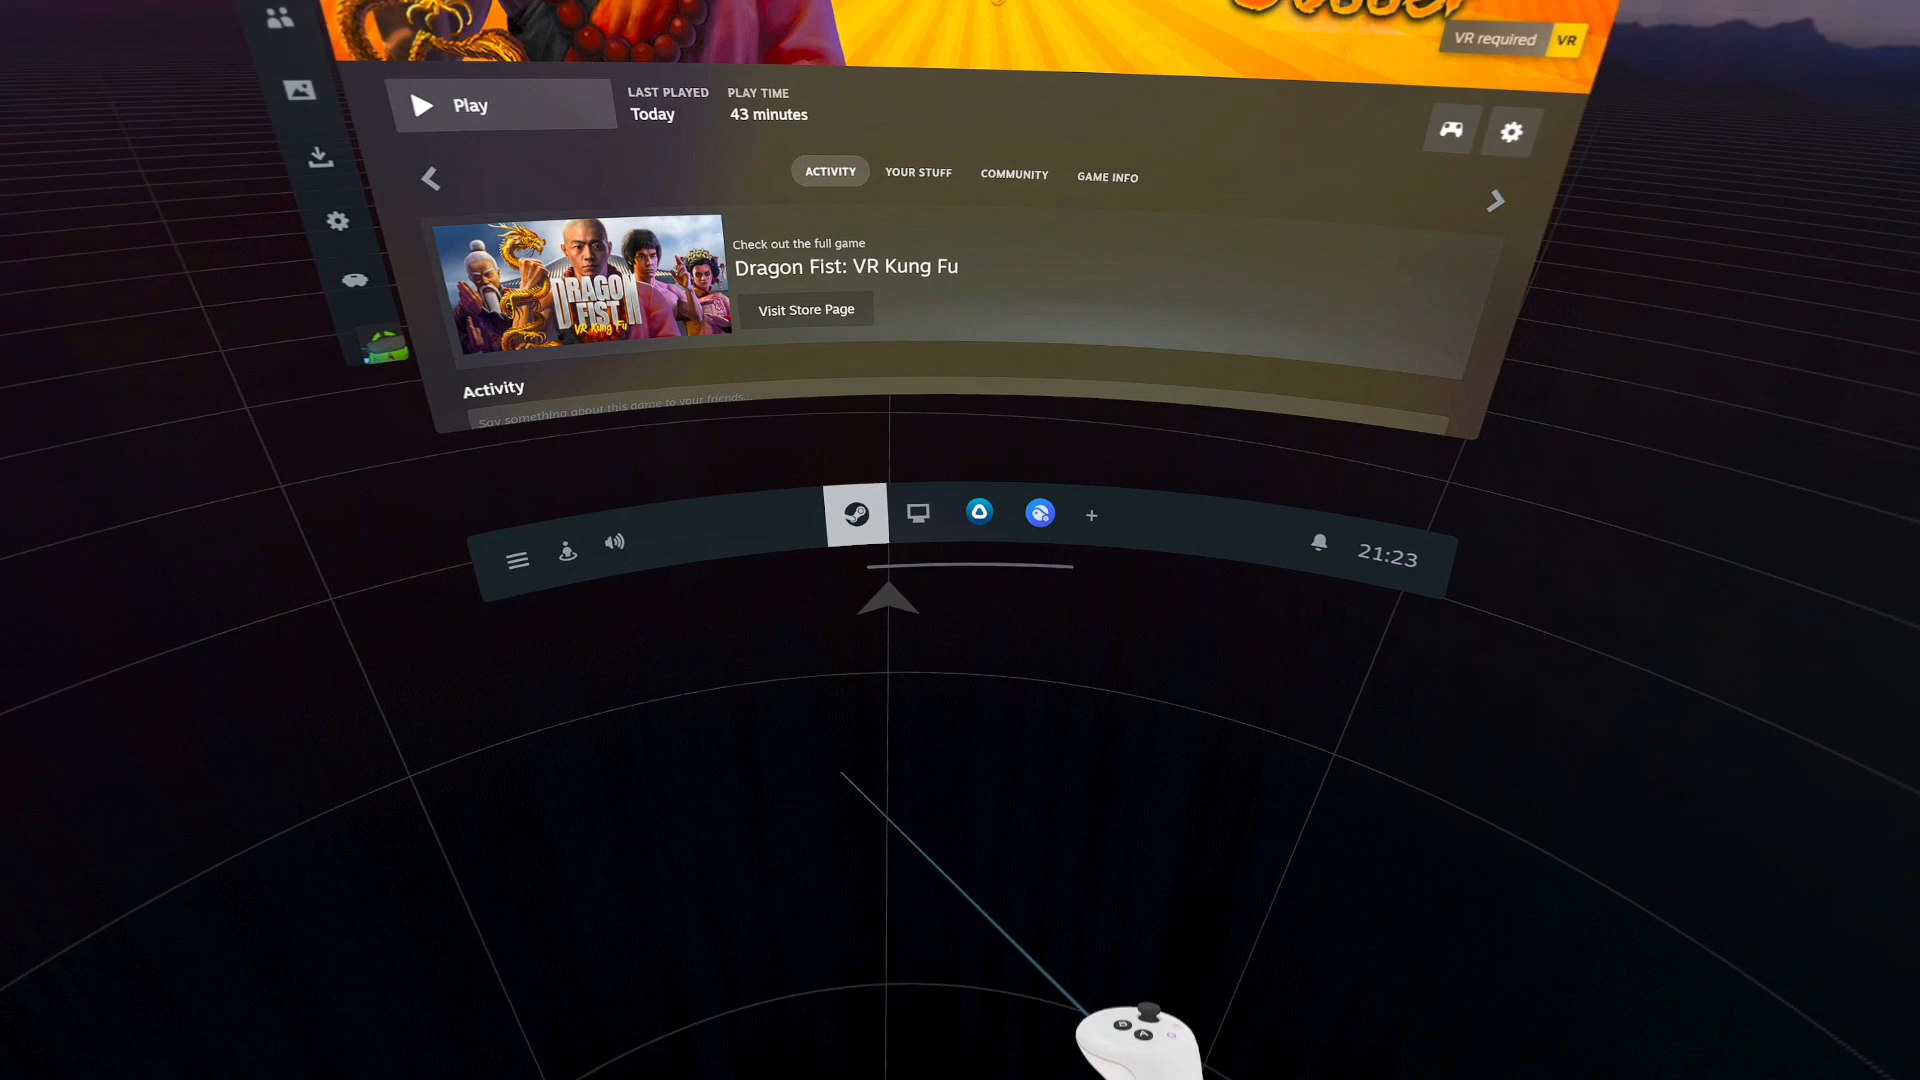 VR required VR
Play
LAST PLAYED
Today
PLAY TIME
43 minutes
ACTIVITY
YOUR STUFF
COMMUNITY
GAME INFO
DRAGON
FIST
VR Kung Fu
Check out the full game
Dragon Fist: VR Kung Fu
Visit Store Page
Activity
Say something about this game to your friends...
21:23
B
A